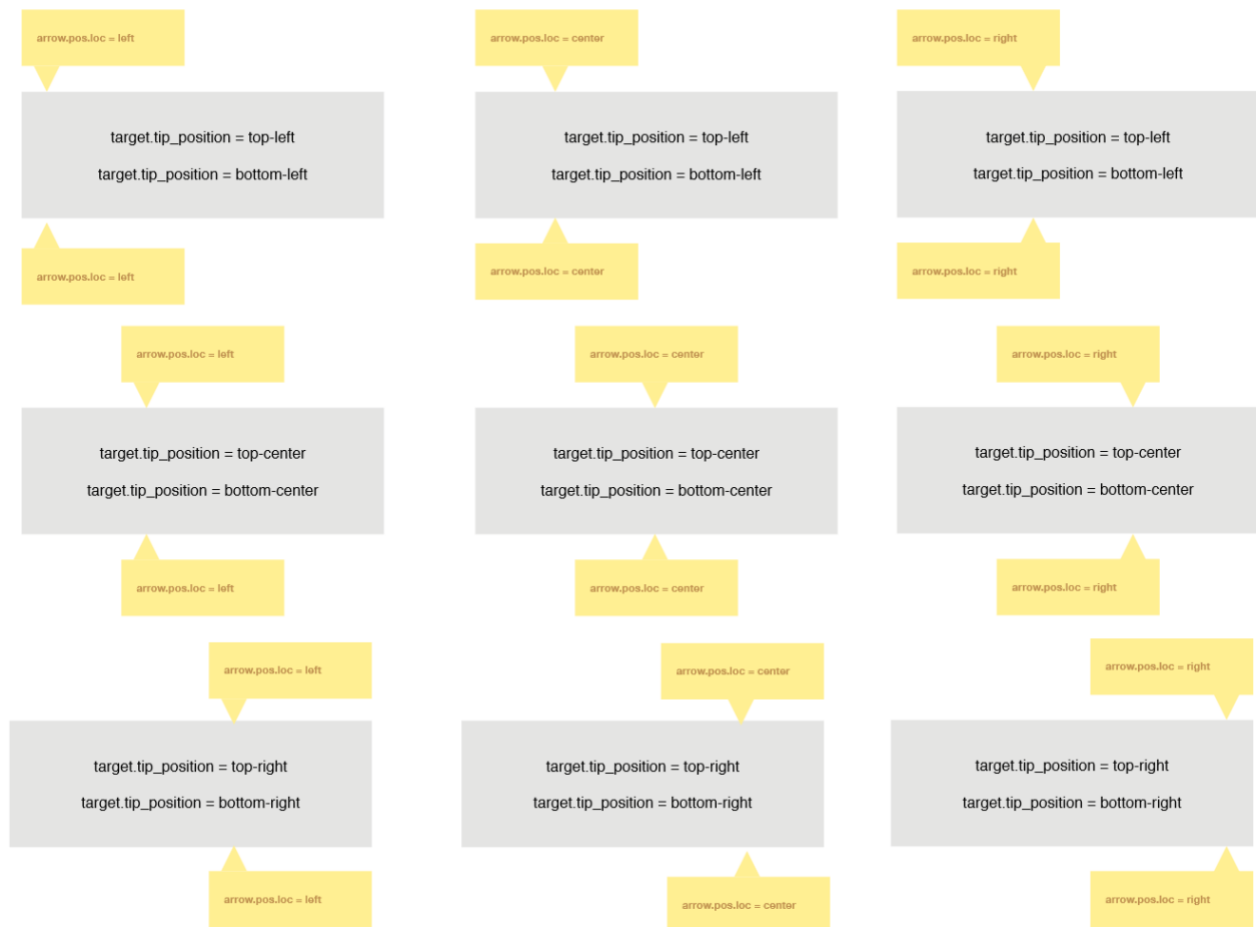 arrow.pos.loc = left
arrow.pos.loc = center
arrow.pos.loc = right
target.tip_position = top-left
target.tip_position = bottom-left
target.tip_position = top-left
target.tip_position = bottom-left
target.tip_position = top-left
target.tip_position = bottom-left
arrow.pos.loc = left
arrow.pos.loc = center
arrow.pos.loc = right
arrow.pos.loc = left
arrow.pos.loc = center
arrow.pos.loc = right
target.tip_position = top-center
target.tip_position = bottom-center
target.tip_position = top-center
target.tip_position = bottom-center
target.tip_position = top-center
target.tip_position = bottom-center
arrow.pos.loc = left
arrow.pos.loc = center
arrow.pos.loc = right
arrow.pos.loc = left
arrow.pos.loc = center
arrow.pos.loc = right
target.tip_position = top-right
target.tip_position = bottom-right
target.tip_position = top-right
target.tip_position = bottom-right
target.tip_position = top-right
target.tip_position = bottom-right
arrow.pos.loc = left
arrow.pos.loc = center
arrow.pos.loc = right